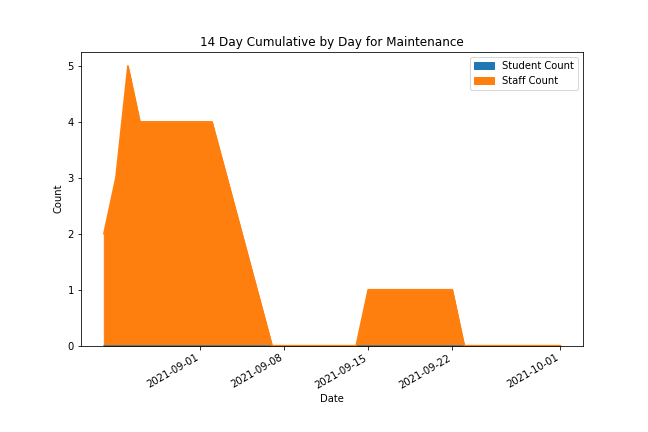 14 Day Cumulative by Day for Maintenance
Student Count
Staff Count
5
4
3
2
1
0
Count
2021-09-01
2021-09-08
2021-09-15
2021-09-22
2021-10-01
Date